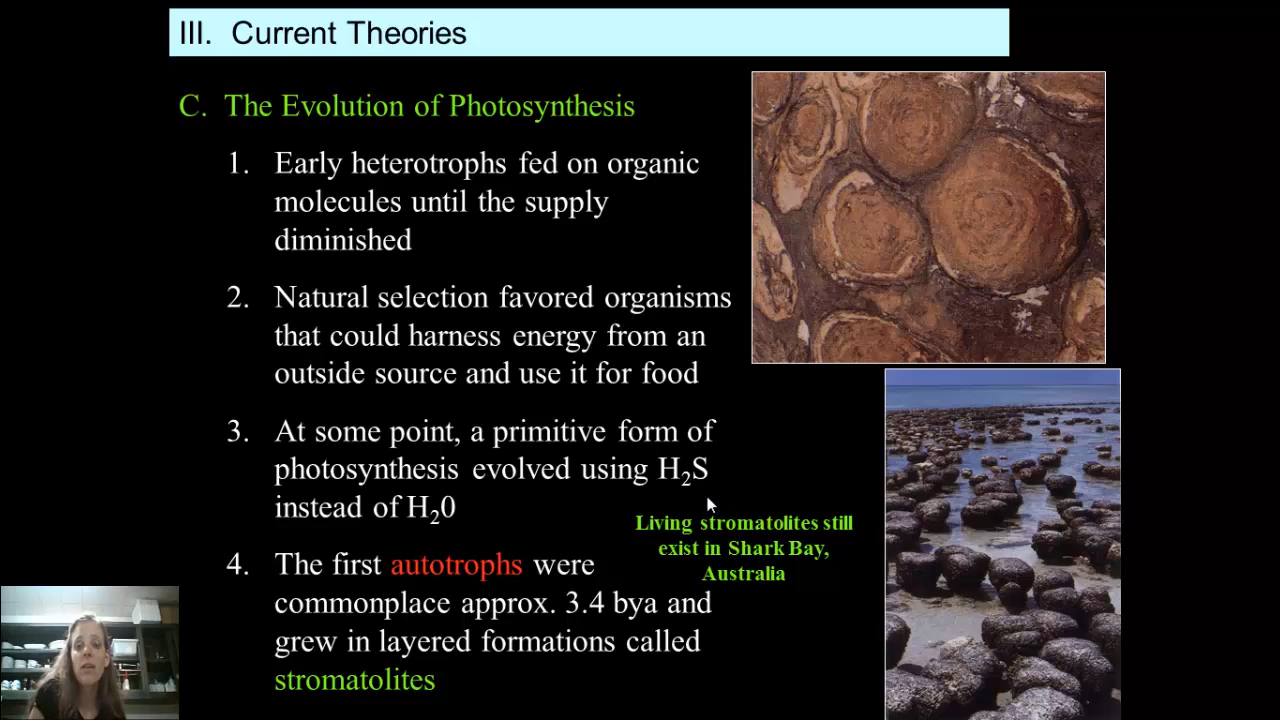 III. Current Theories
C. The Evolution of Photosynthesis
1. Early heterotrophs fed on organic
molecules until the supply
diminished
2. Natural selection favored organisms
that could harness energy from an
outside source and use it for food
3. At some point, a primitive form of
photosynthesis evolved using H₂S
instead of H₂0
4. The first autotrophs were
commonplace approx. 3.4 bya and
grew in layered formations called
stromatolites
Living stromatolites still
exist in Shark Bay,
Australia